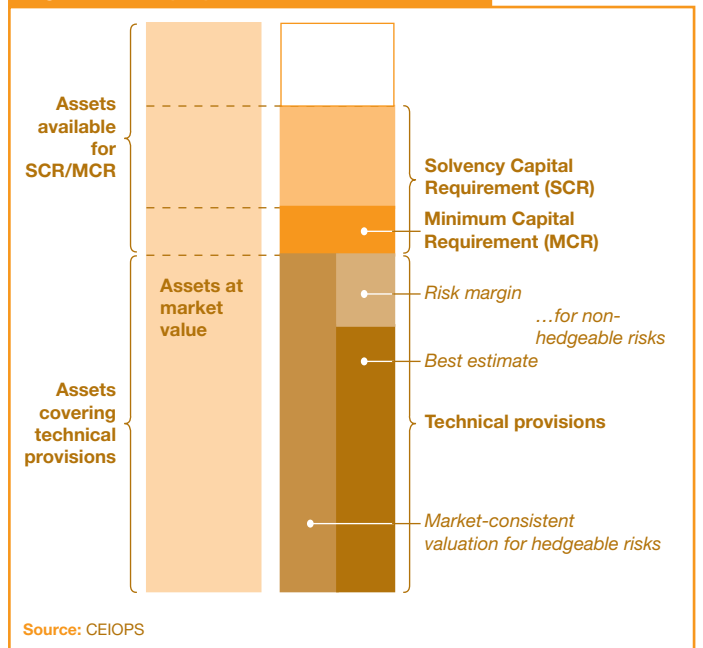 Assets
available
for
SCR/MCR
Solvency Capital
Requirement (SCR)
Minimum Capital
Requirement (MCR)
Assets at
market
value
Risk margin
…for non-
hedgeable risks
Best estimate
Assets
covering
technical
provisions
Technical provisions
Market-consistent
valuation for hedgeable risks
Source: CEIOPS